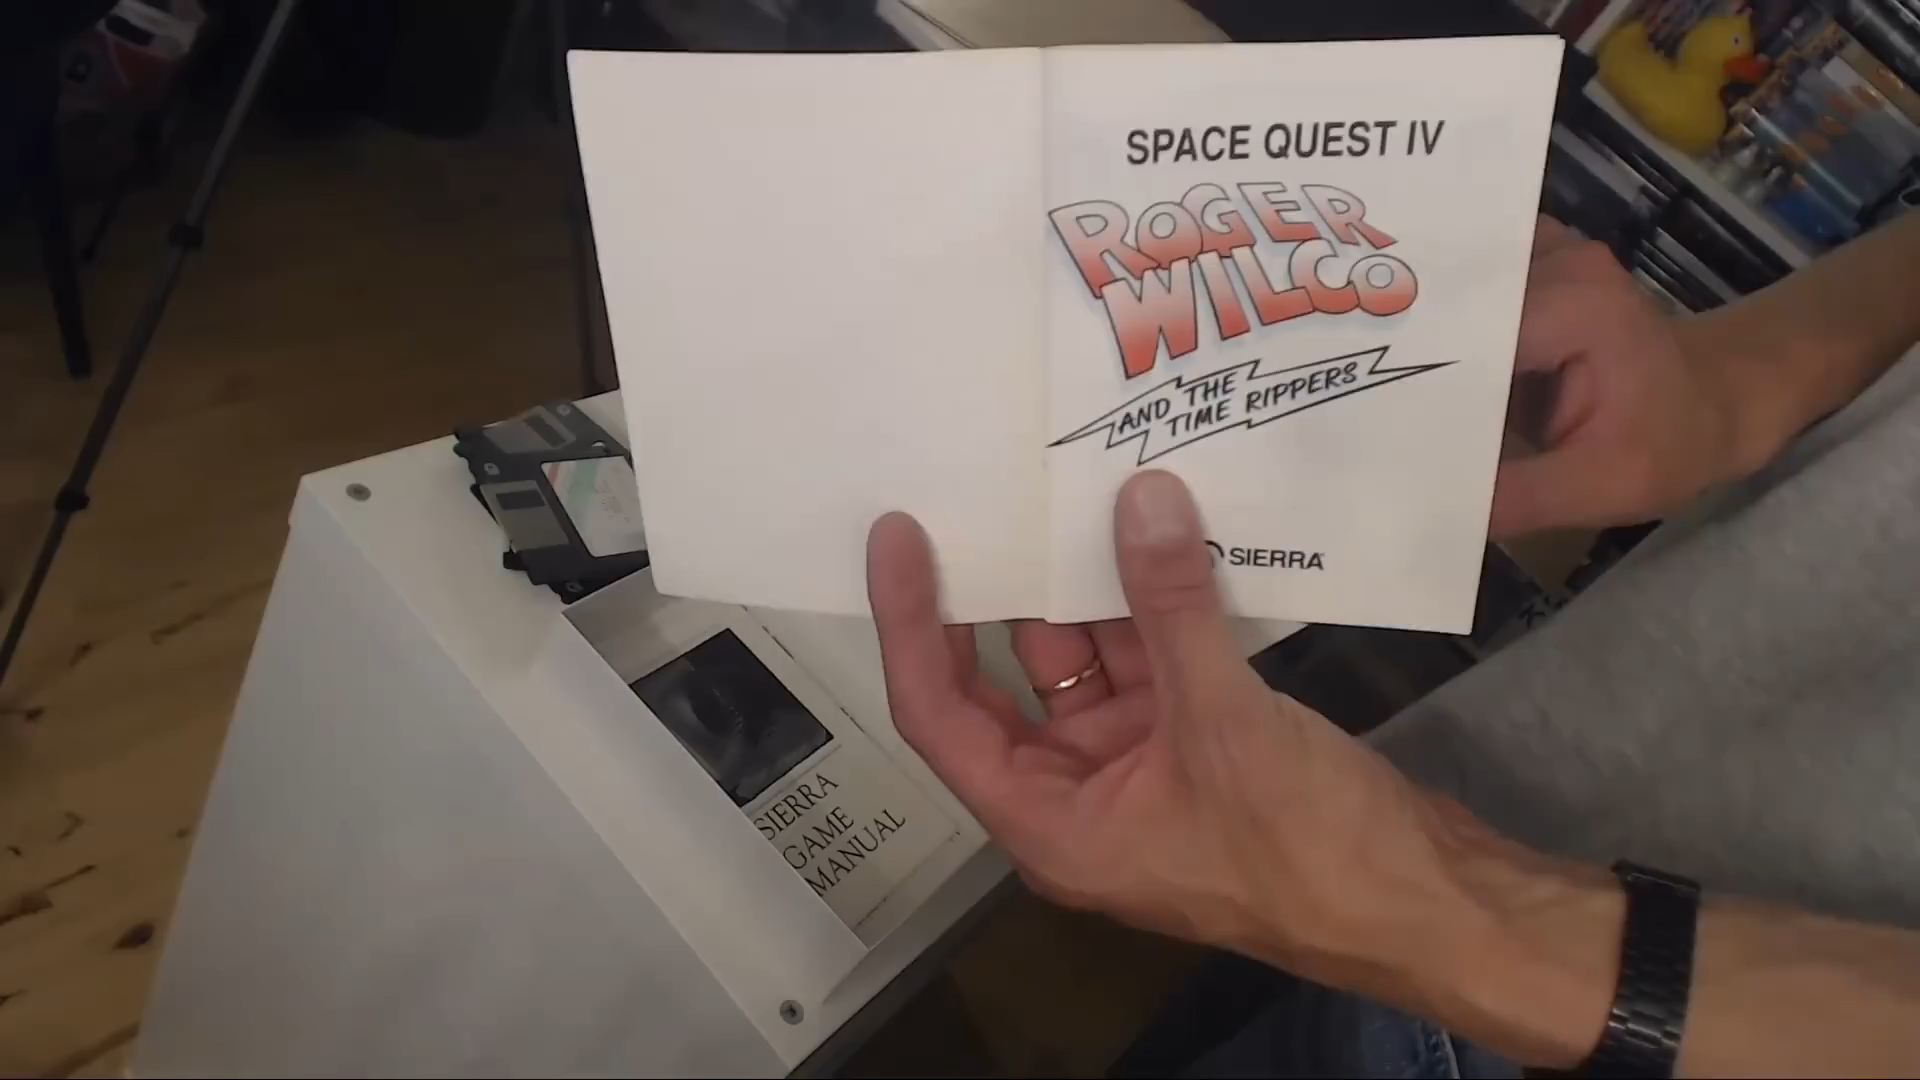 SPACE QUEST IV
ROGER
WILCO
AND THE
TIME RIPPERS
SIERRA
SIERRA
GAME
MANUAL